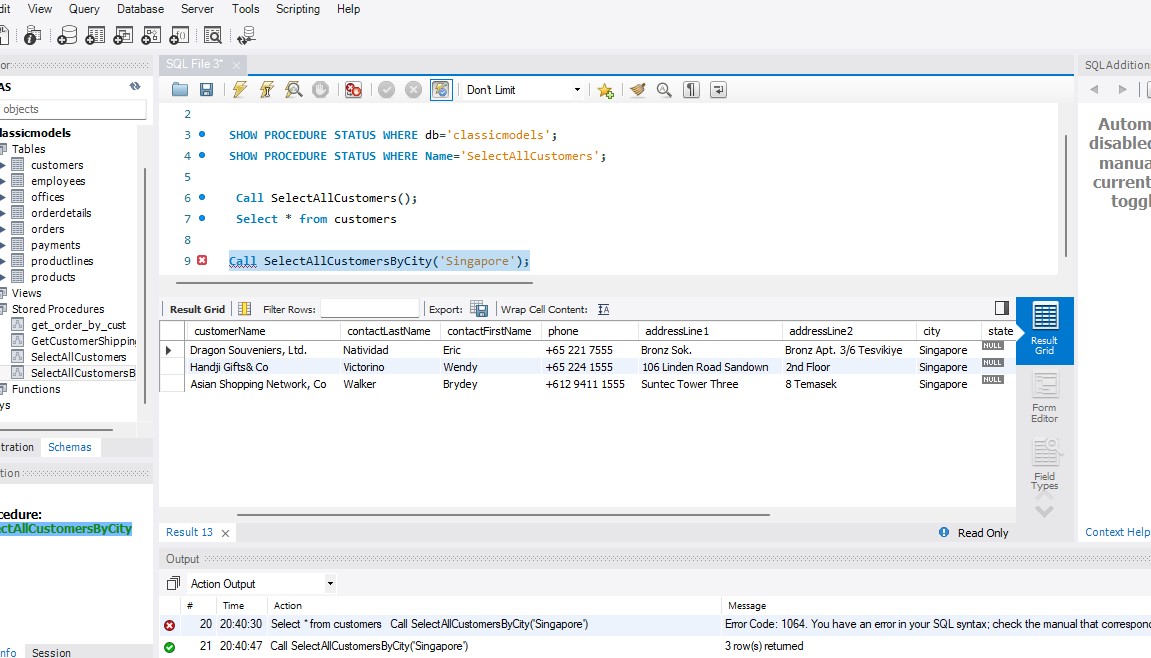 dit View Query Database Server Tools Scripting Help
or
SQL File 3* ×
SQLAddition
AS
objects
Don't Limit
lassicmodels
Tables
customers
employees
offices
orderdetails
orders
payments
productlines
products
Views
Stored Procedures
get_order_by_cust
GetCustomerShipping
SelectAllCustomers
SelectAllCustomersB
Functions
ys
tration Schemas
tion
cedure:
ectAllCustomersByCity
nfo Session
2
3 SHOW PROCEDURE STATUS WHERE db='classicmodels';
4 SHOW PROCEDURE STATUS WHERE Name='SelectAllCustomers';
5
6 Call SelectAllCustomers();
7 Select * from customers
8
9 Call SelectAllCustomersByCity('Singapore');
Result Grid Filter Rows: Export: Wrap Cell Content:
customerName contactLastName contactFirstName phone addressLine1 addressLine2 city state
Dragon Souveniers, Ltd. Natividad Eric +65 221 7555 Bronz Sok. Bronz Apt. 3/6 Tesvikiye Singapore NULL
Handji Gifts& Co Victorino Wendy +65 224 1555 106 Linden Road Sandown 2nd Floor Singapore NULL
Asian Shopping Network, Co Walker Brydey +612 9411 1555 Suntec Tower Three 8 Temasek Singapore NULL
Result
Grid
Form
Editor
Field
Types
Result 13 × Read Only
Autom
disabled
manua
current
toggl
Context Help
Output
Action Output
# Time Action Message
20 20:40:30 Select * from customers Call SelectAllCustomersByCity('Singapore') Error Code: 1064. You have an error in your SQL syntax; check the manual that correspond
21 20:40:47 Call SelectAllCustomersByCity('Singapore') 3 row(s) returned